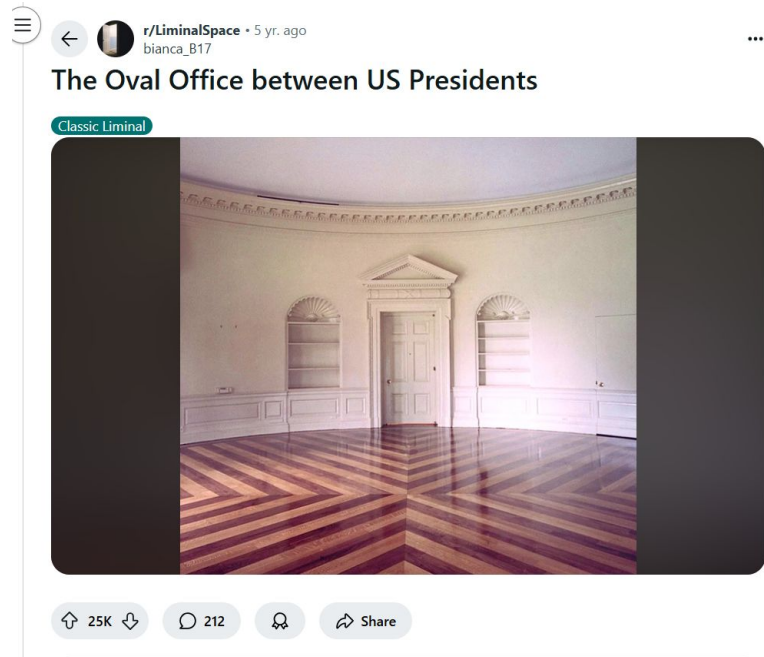 r/LiminalSpace • 5 yr. ago
bianca_B17
The Oval Office between US Presidents
Classic Liminal
25K
212
Share